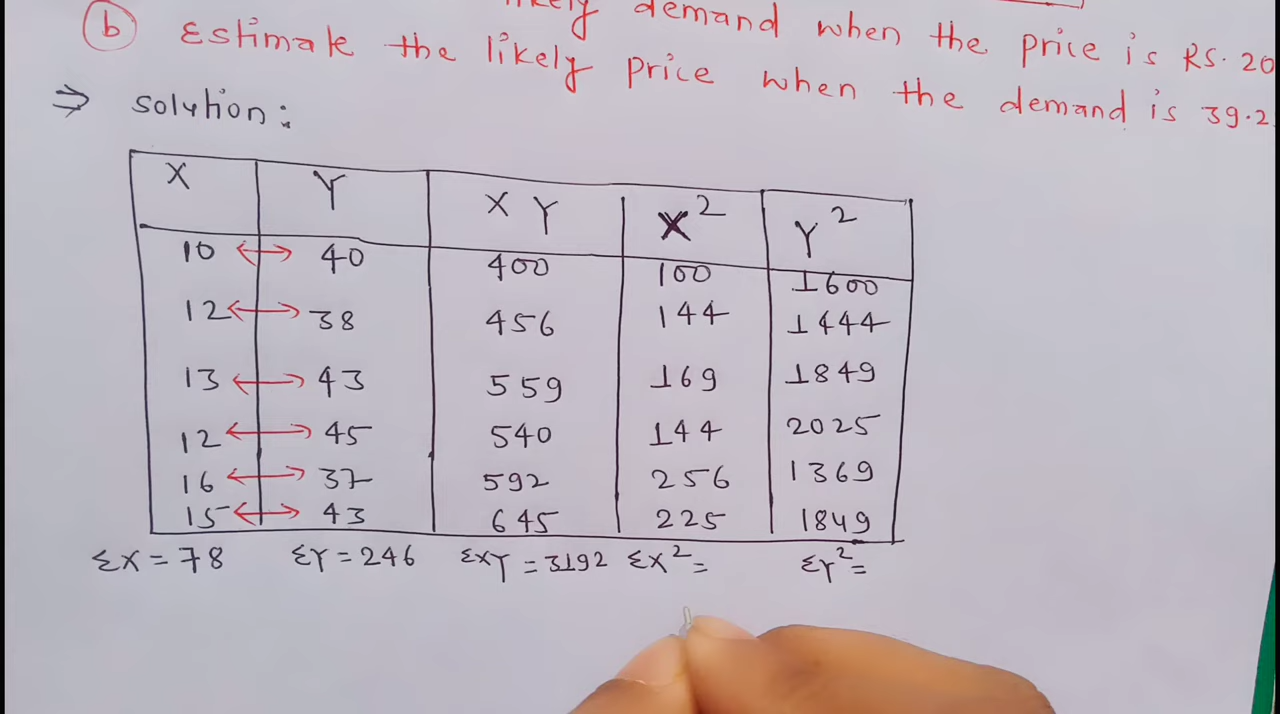 likely demand when the price is RS. 20
(b) Estimate the likely price when the demand is 39.2
⇒ solution:
X Y XY X² Y²
10 ↔ 40 400 100 1600
12 ↔ 38 456 144 1444
13 ↔ 43 559 169 1849
12 ↔ 45 540 144 2025
16 ↔ 37 592 256 1369
15 ↔ 43 645 225 1849
ΣX = 78 ΣY = 246 ΣXY = 3192 ΣX² = ΣY² =